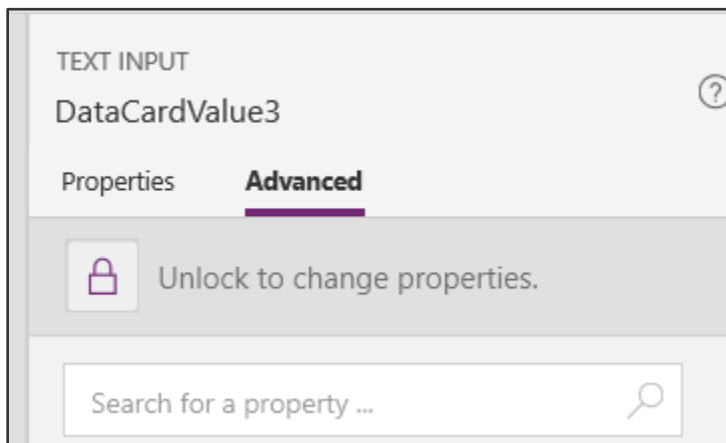 TEXT INPUT
DataCardValue3
Properties Advanced
Unlock to change properties.
Search for a property ...